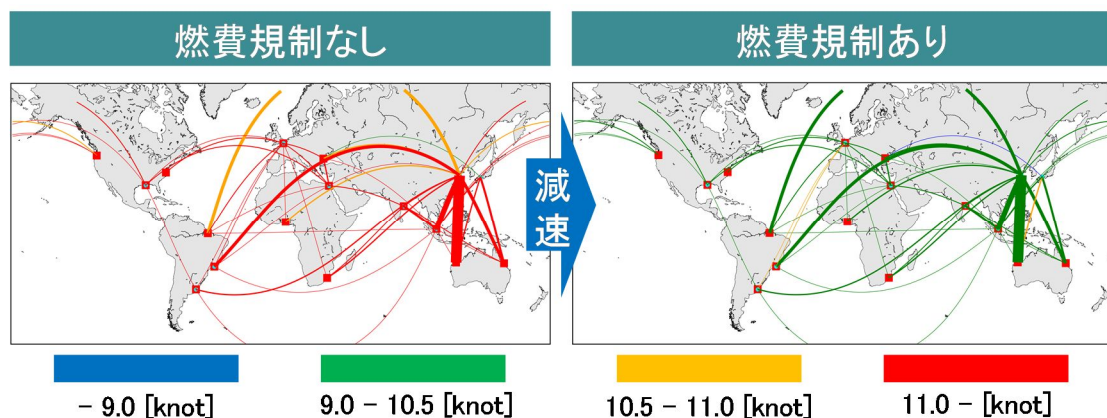 燃費規制なし
燃費規制あり
減速
– 9.0 [knot]
9.0 – 10.5 [knot]
10.5 – 11.0 [knot]
11.0 – [knot]